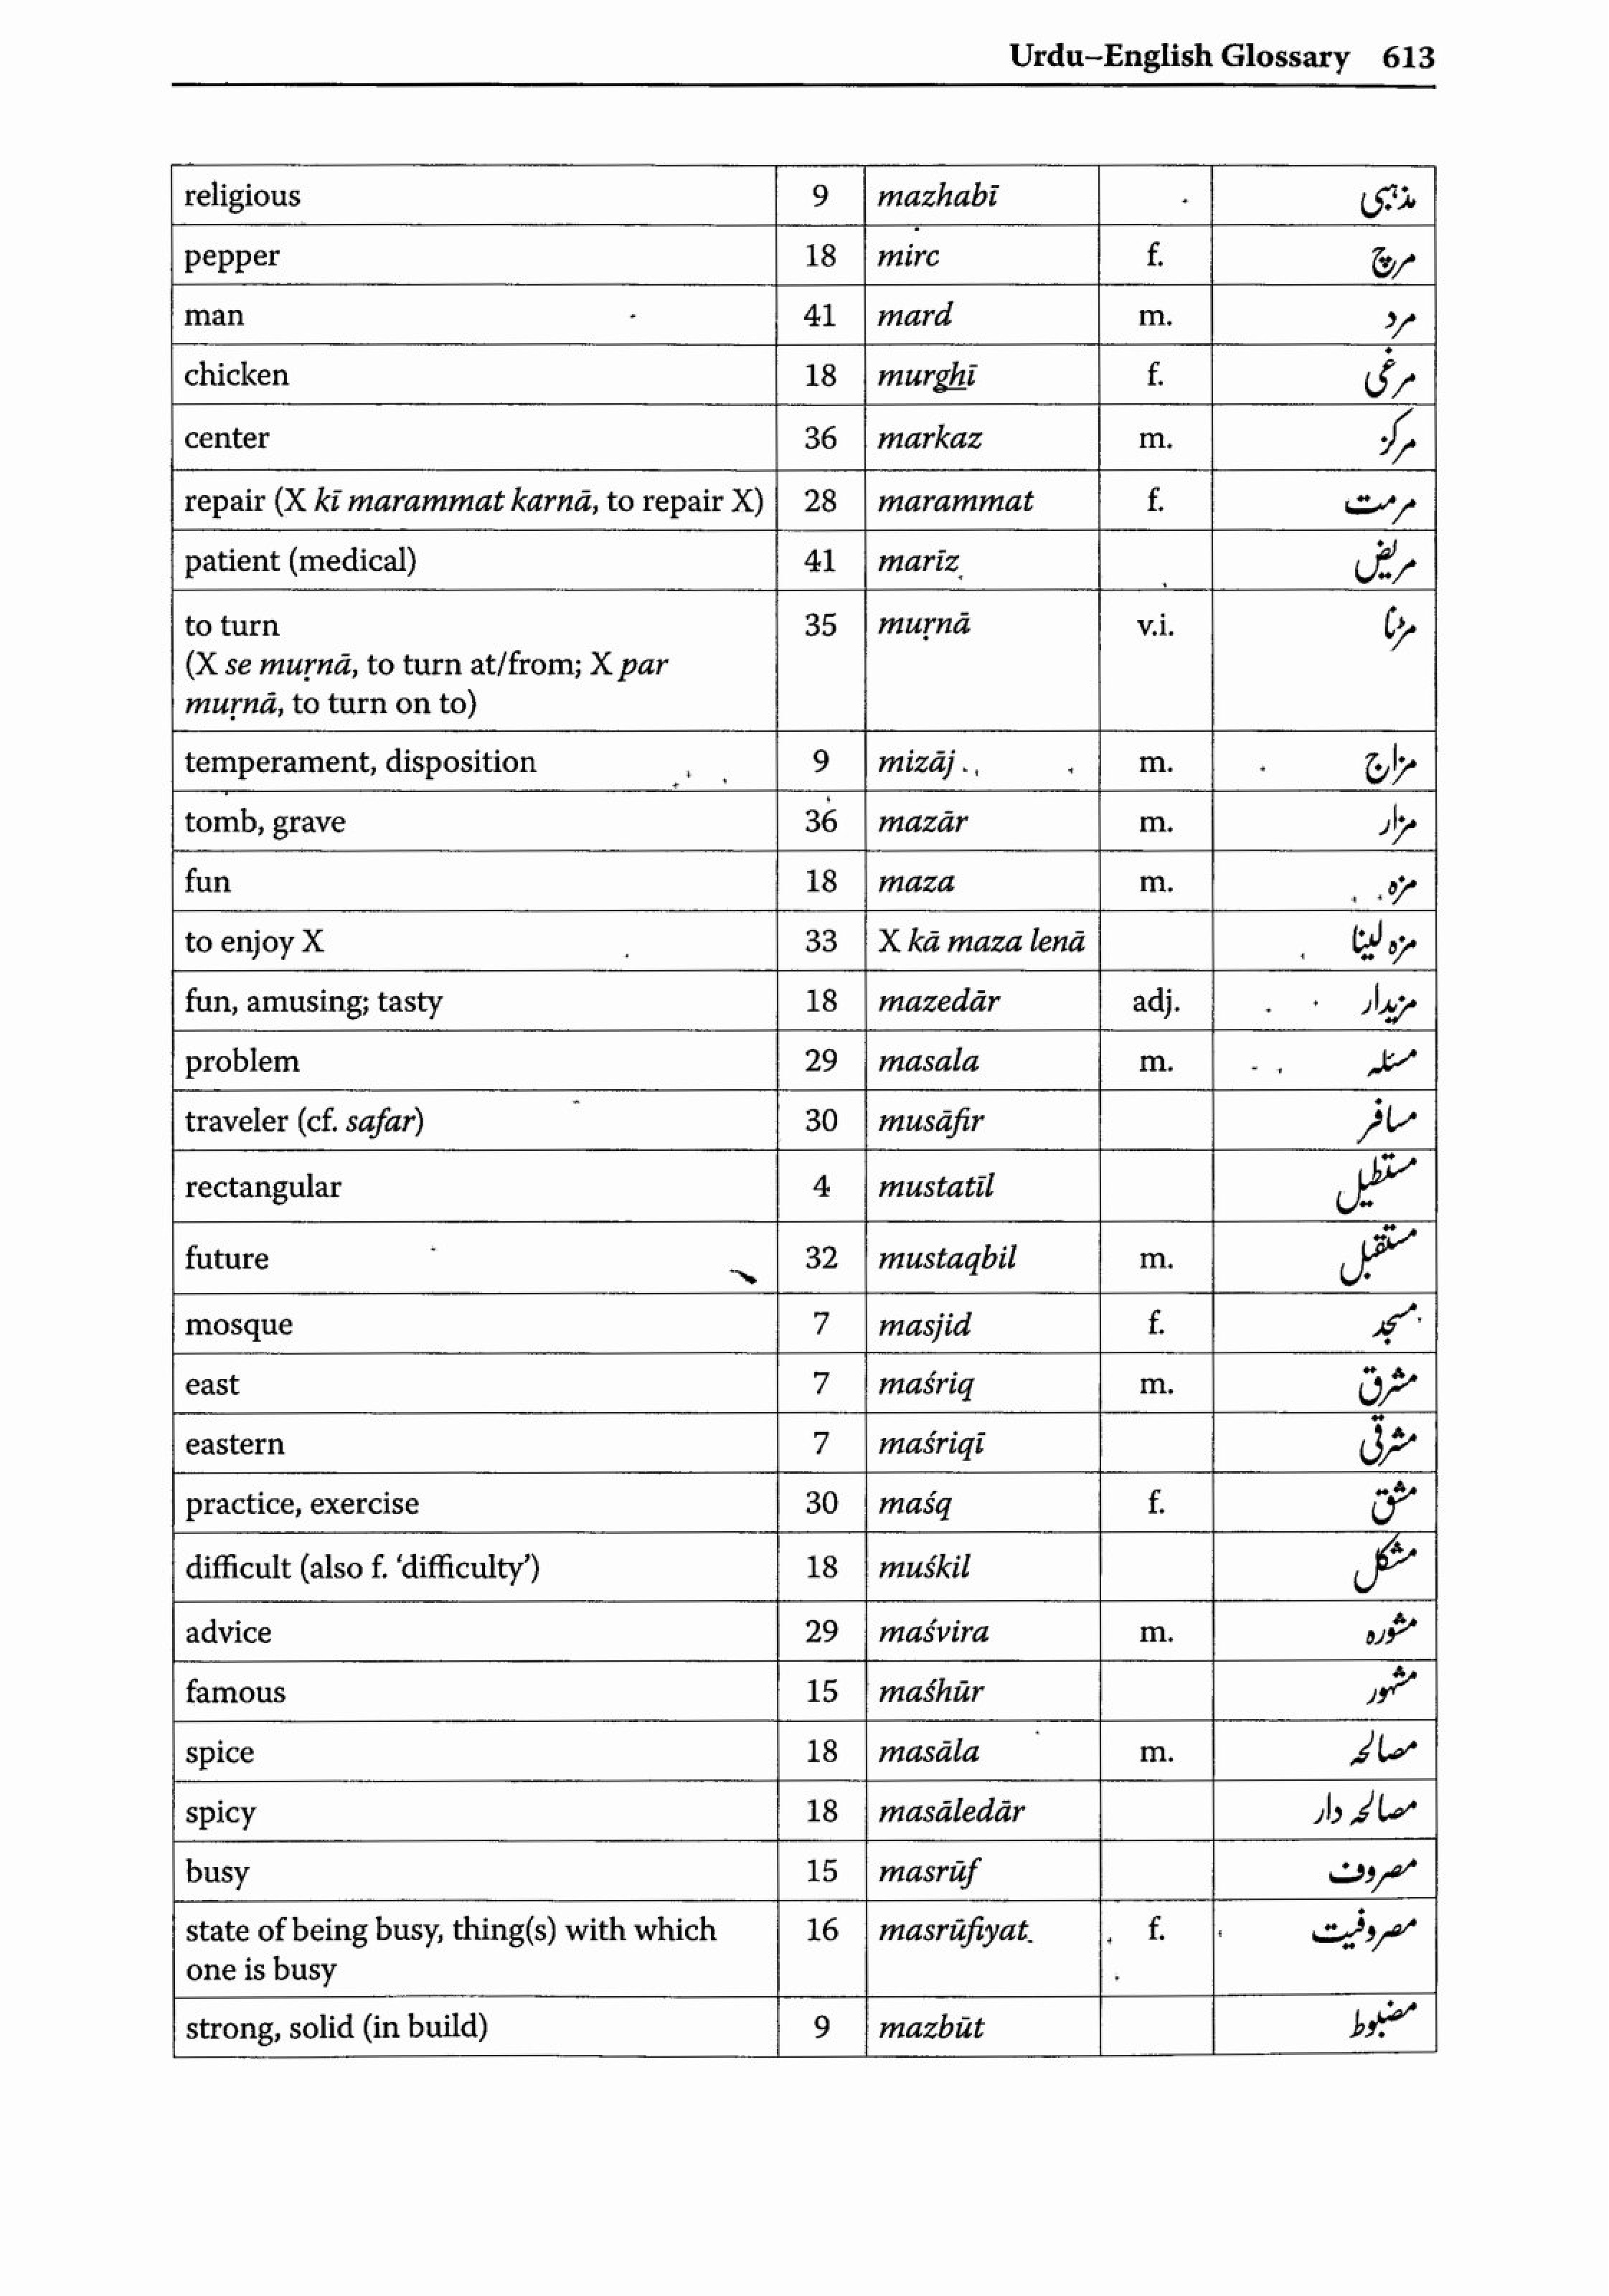 Urdu–English Glossary 613
religious 9 mazhabī مذہبی
pepper 18 mirc f. مرچ
man 41 mard m. مرد
chicken 18 murghī f. مرغی
center 36 markaz m. مرکز
repair (X kī marammat karnā, to repair X) 28 marammat f. مرمت
patient (medical) 41 marīz مریض
to turn 35 muṛnā v.i. مڑنا
(X se muṛnā, to turn at/from; X par
muṛnā, to turn on to)
temperament, disposition 9 mizāj m. مزاج
tomb, grave 36 mazār m. مزار
fun 18 maza m. مزہ
to enjoy X 33 X kā maza lenā مزہ لینا
fun, amusing; tasty 18 mazedār adj. مزیدار
problem 29 masala m. مسئلہ
traveler (cf. safar) 30 musāfir مسافر
rectangular 4 mustatīl مستطیل
future 32 mustaqbil m. مستقبل
mosque 7 masjid f. مسجد
east 7 maśriq m. مشرق
eastern 7 maśriqī مشرقی
practice, exercise 30 maśq f. مشق
difficult (also f. ‘difficulty’) 18 muśkil مشکل
advice 29 maśvira m. مشورہ
famous 15 maśhūr مشہور
spice 18 masāla m. مصالحہ
spicy 18 masāledār مصالحہ دار
busy 15 masrūf مصروف
state of being busy, thing(s) with which 16 masrūfiyat f. مصروفیت
one is busy
strong, solid (in build) 9 mazbūt مضبوط